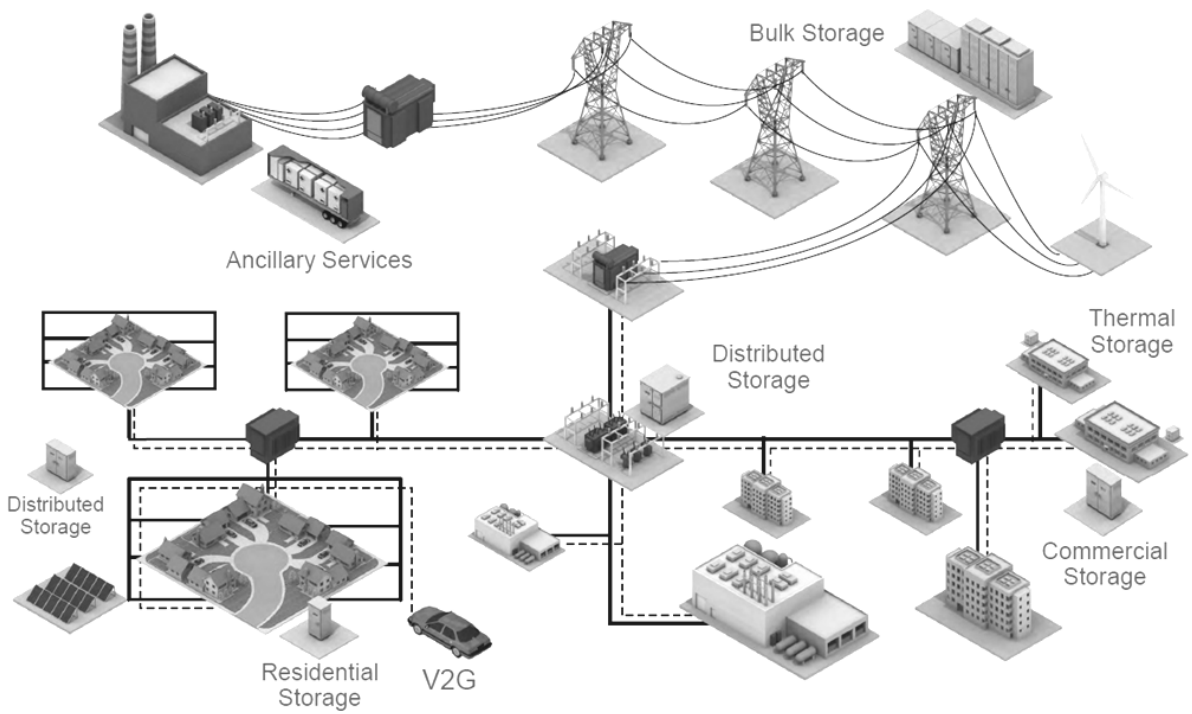 Bulk Storage
Ancillary Services
Thermal
Storage
Distributed
Storage
Distributed
Storage
Commercial
Storage
Residential
Storage
V2G